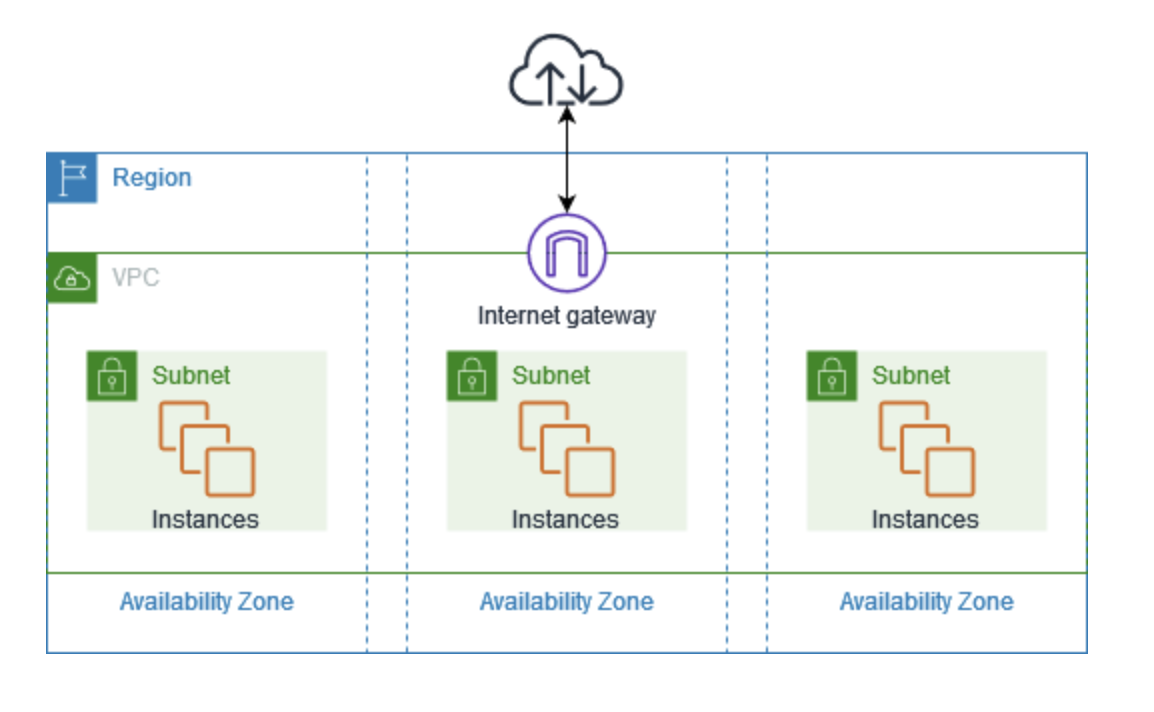 Region
VPC
Internet gateway
Subnet
Subnet
Subnet
Instances
Instances
Instances
Availability Zone
Availability Zone
Availability Zone